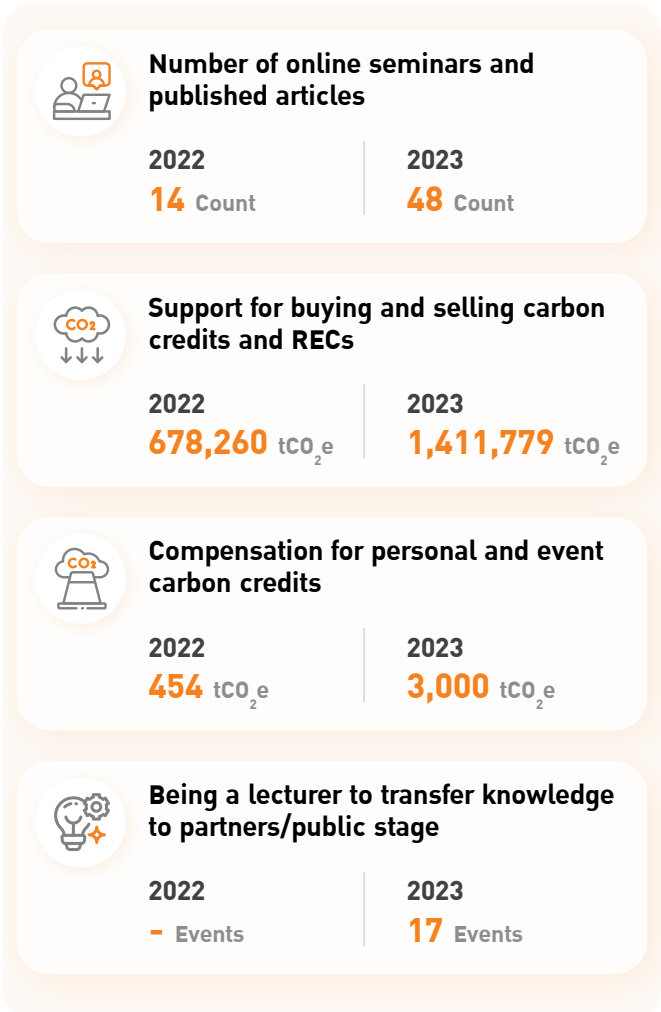 Number of online seminars and
published articles
2022
14 Count
2023
48 Count
CO2
Support for buying and selling carbon
credits and RECs
2022
678,260 tCO₂e
2023
1,411,779 tCO₂e
CO2
Compensation for personal and event
carbon credits
2022
454 tCO₂e
2023
3,000 tCO₂e
Being a lecturer to transfer knowledge
to partners/public stage
2022
- Events
2023
17 Events